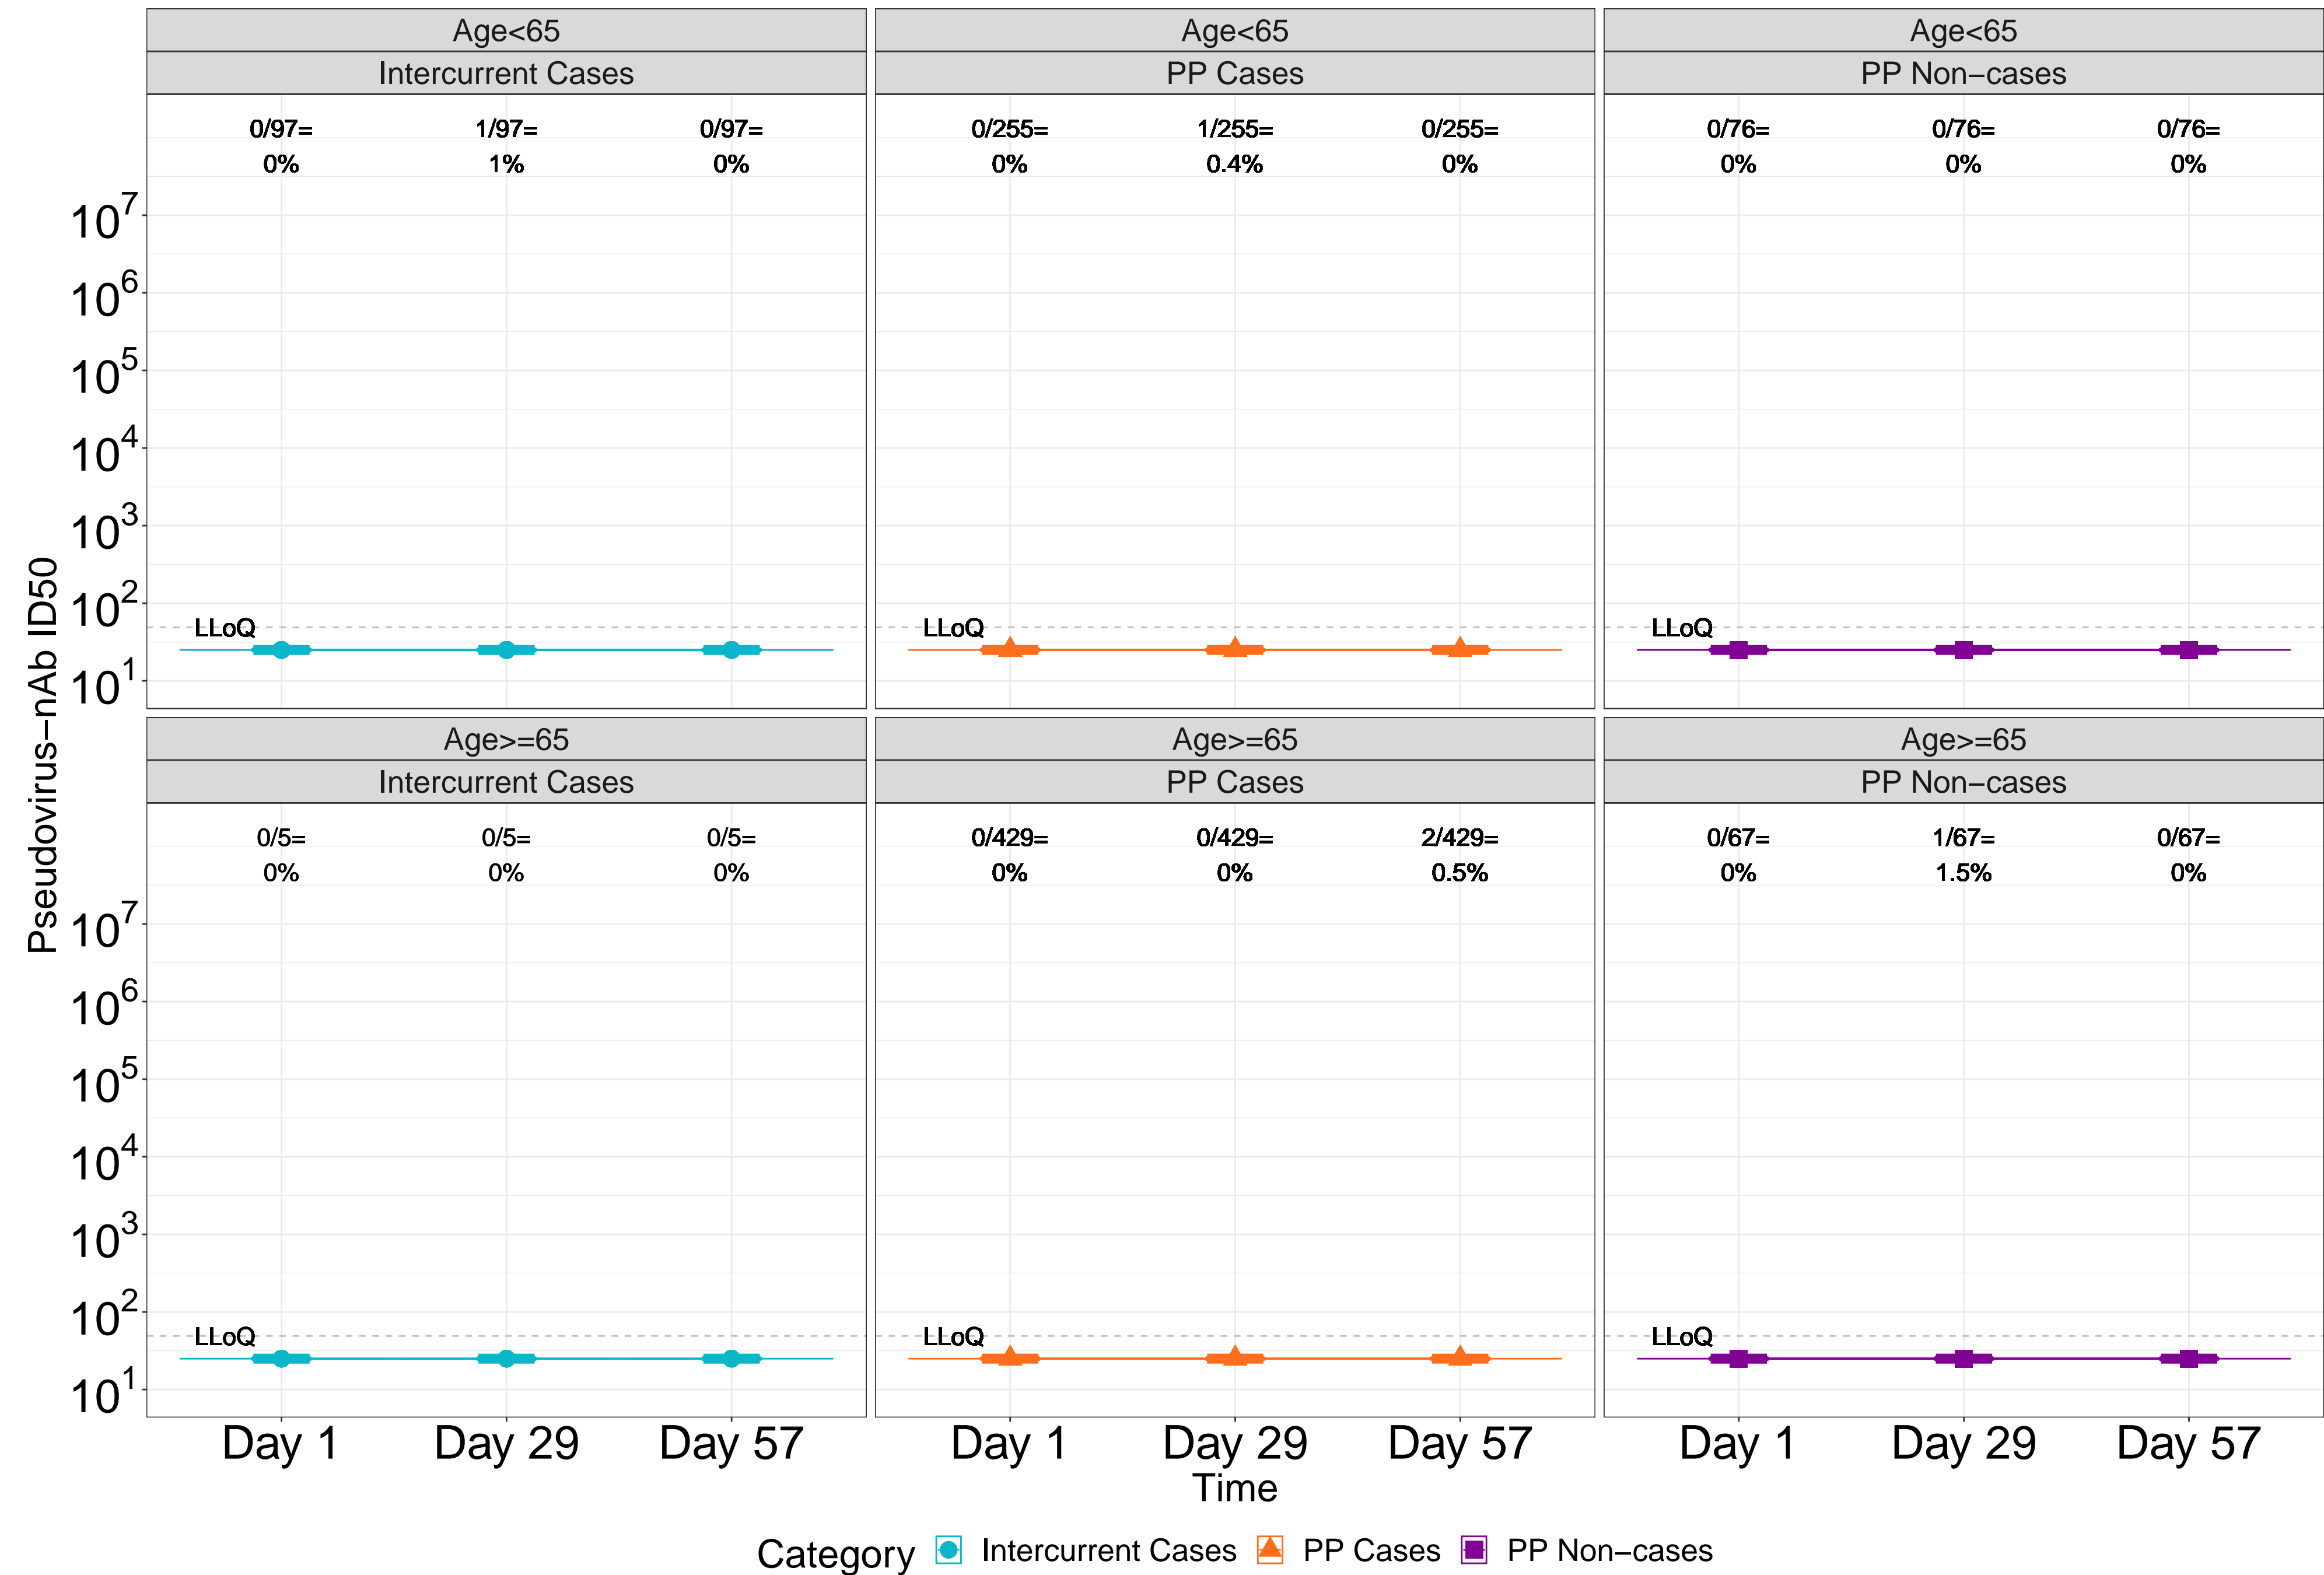 Age<65 Age<65 Age<65
Intercurrent Cases PP Cases PP Non−cases
0/97= 1/97= 0/97= 0/255= 1/255= 0/255= 0/76= 0/76= 0/76=
0% 1% 0% 0% 0.4% 0% 0% 0% 0%
10^7
10^6
10^5
10^4
10^3
10^2
LLoQ LLoQ LLoQ
10^1
Pseudovirus−nAb ID50
Age>=65 Age>=65 Age>=65
Intercurrent Cases PP Cases PP Non−cases
0/5= 0/5= 0/5= 0/429= 0/429= 2/429= 0/67= 1/67= 0/67=
0% 0% 0% 0% 0% 0.5% 0% 1.5% 0%
10^7
10^6
10^5
10^4
10^3
10^2
LLoQ LLoQ LLoQ
10^1
Day 1 Day 29 Day 57 Day 1 Day 29 Day 57 Day 1 Day 29 Day 57
Time
Category Intercurrent Cases PP Cases PP Non−cases